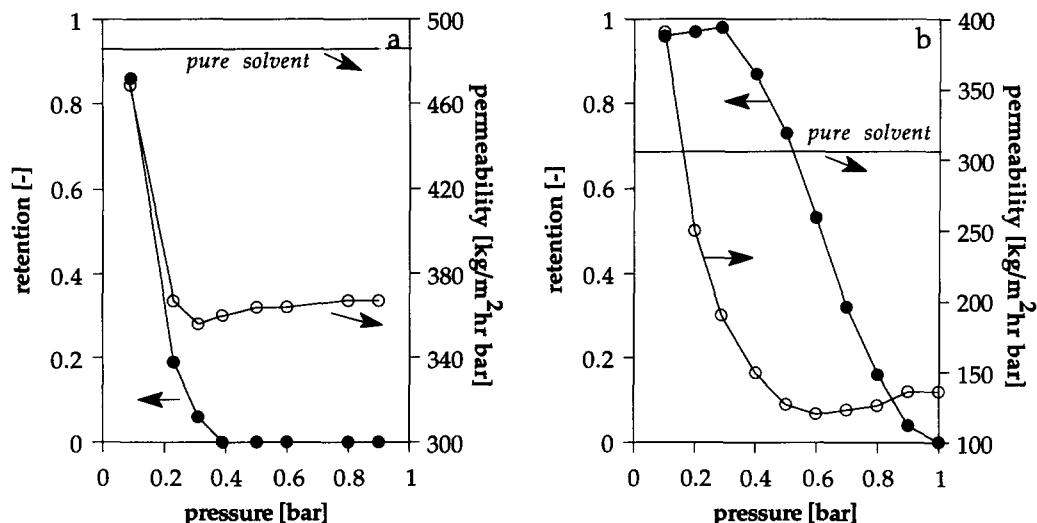 a
pure solvent
retention [-]
1
0.8
0.6
0.4
0.2
0
500
460
420
380
340
300
permeability [kg/m²hr bar]
0 0.2 0.4 0.6 0.8 1
pressure [bar]
b
pure solvent
retention [-]
1
0.8
0.6
0.4
0.2
0
400
350
300
250
200
150
100
permeability [kg/m²hr bar]
0 0.2 0.4 0.6 0.8 1
pressure [bar]